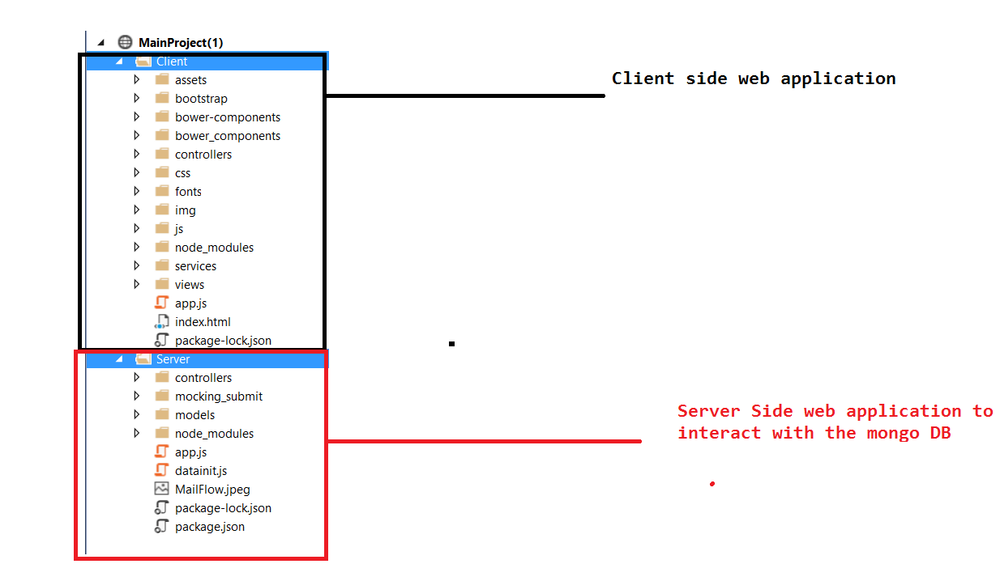 MainProject(1)
Client
Client side web application
assets
bootstrap
bower-components
bower_components
controllers
css
fonts
img
js
node_modules
services
views
app.js
index.html
package-lock.json
Server
controllers
mocking_submit
models
Server Side web application to
interact with the mongo DB
node_modules
app.js
datainit.js
MailFlow.jpeg
package-lock.json
package.json